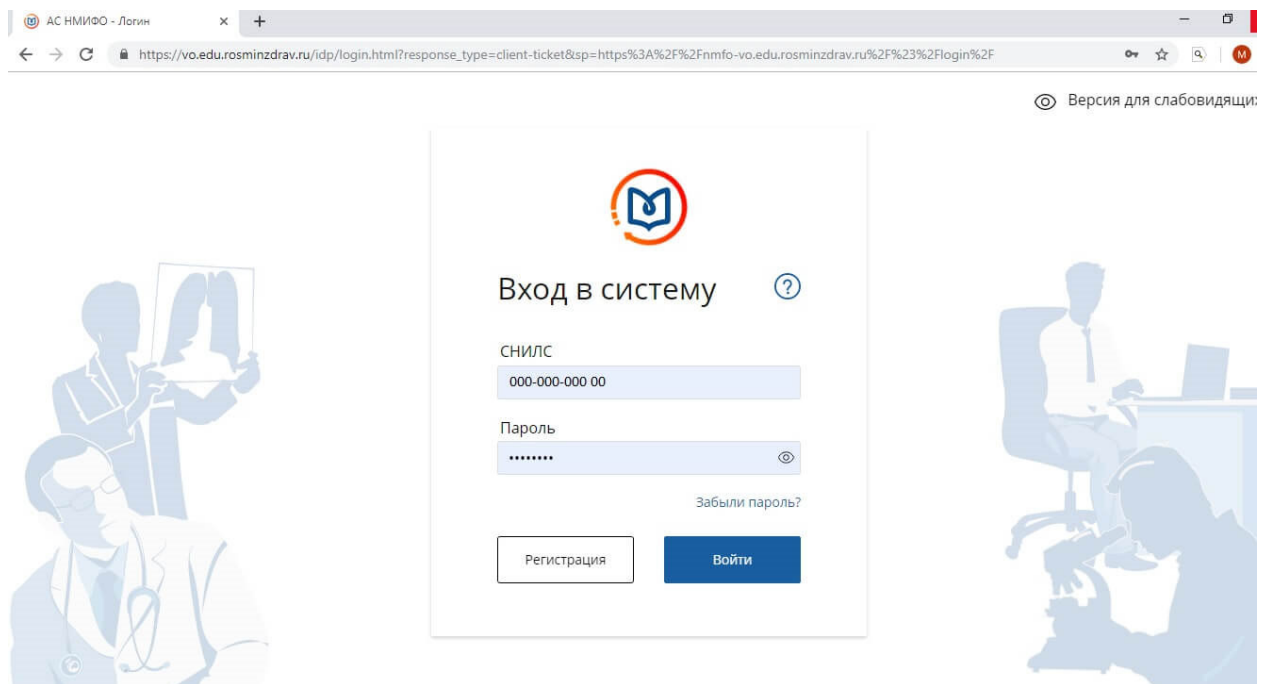 АС НМИФО - Логин
https://vo.edu.rosminzdrav.ru/idp/login.html?response_type=client-ticket&sp=https%3A%2F%2Fnmfo-vo.edu.rosminzdrav.ru%2F%23%2Flogin%2F
М
Версия для слабовидящих
Вход в систему
?
СНИЛС
000-000-000 00
Пароль
••••••••
Забыли пароль?
Регистрация
Войти